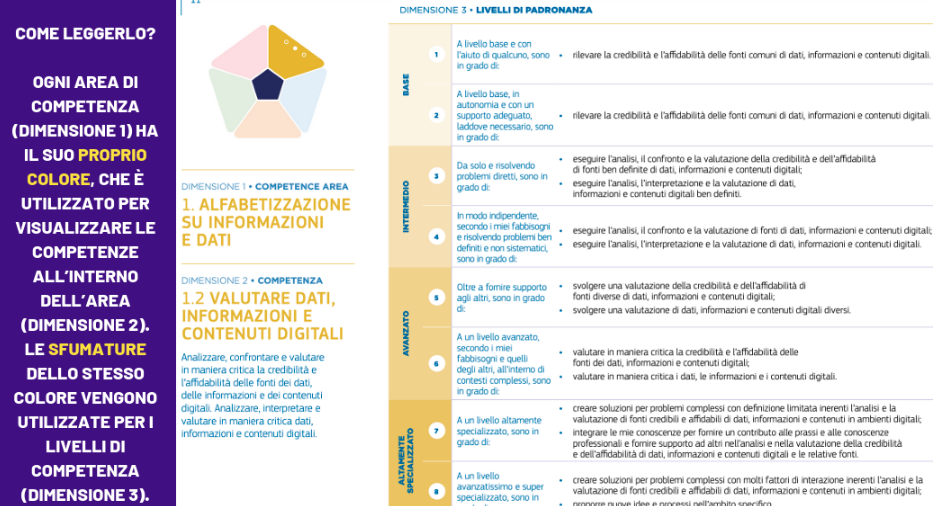 COME LEGGERLO?
OGNI AREA DI
COMPETENZA
(DIMENSIONE 1) HA
IL SUO PROPRIO
COLORE, CHE È
UTILIZZATO PER
VISUALIZZARE LE
COMPETENZE
ALL'INTERNO
DELL'AREA
(DIMENSIONE 2).
LE SFUMATURE
DELLO STESSO
COLORE VENGONO
UTILIZZATE PER I
LIVELLI DI
COMPETENZA
(DIMENSIONE 3).
DIMENSIONE 1 • COMPETENCE AREA
1. ALFABETIZZAZIONE
SU INFORMAZIONI
E DATI
DIMENSIONE 2 • COMPETENZA
1.2 VALUTARE DATI,
INFORMAZIONI E
CONTENUTI DIGITALI
Analizzare, confrontare e valutare
in maniera critica la credibilità e
l'affidabilità delle fonti dei dati,
delle informazioni e dei contenuti
digitali. Analizzare, interpretare e
valutare in maniera critica dati,
informazioni e contenuti digitali.
DIMENSIONE 3 • LIVELLI DI PADRONANZA
BASE
1
A livello base e con
l'aiuto di qualcuno, sono
in grado di:
• rilevare la credibilità e l'affidabilità delle fonti comuni di dati, informazioni e contenuti digitali.
2
A livello base, in
autonomia e con un
supporto adeguato,
laddove necessario, sono
in grado di:
• rilevare la credibilità e l'affidabilità delle fonti comuni di dati, informazioni e contenuti digitali.
INTERMEDIO
3
Da solo e risolvendo
problemi diretti, sono in
grado di:
• eseguire l'analisi, il confronto e la valutazione della credibilità e dell'affidabilità
di fonti ben definite di dati, informazioni e contenuti digitali;
• eseguire l'analisi, l'interpretazione e la valutazione di dati,
informazioni e contenuti digitali ben definiti.
4
In modo indipendente,
secondo i miei fabbisogni
e risolvendo problemi ben
definiti e non sistematici,
sono in grado di:
• eseguire l'analisi, il confronto e la valutazione di fonti di dati, informazioni e contenuti digitali;
• eseguire l'analisi, l'interpretazione e la valutazione di dati, informazioni e contenuti digitali.
AVANZATO
5
Oltre a fornire supporto
agli altri, sono in grado
di:
• svolgere una valutazione della credibilità e dell'affidabilità di
fonti diverse di dati, informazioni e contenuti digitali;
• svolgere una valutazione di dati, informazioni e contenuti digitali diversi.
6
A un livello avanzato,
secondo i miei
fabbisogni e quelli
degli altri, all'interno di
contesti complessi, sono
in grado di:
• valutare in maniera critica la credibilità e l'affidabilità delle
fonti dei dati, informazioni e contenuti digitali;
• valutare in maniera critica i dati, le informazioni e i contenuti digitali.
ALTAMENTE
SPECIALIZZATO
7
A un livello altamente
specializzato, sono in
grado di:
• creare soluzioni per problemi complessi con definizione limitata inerenti l'analisi e la
valutazione di fonti credibili e affidabili di dati, informazioni e contenuti in ambienti digitali;
• integrare le mie conoscenze per fornire un contributo alle prassi e alle conoscenze
professionali e fornire supporto ad altri nell'analisi e nella valutazione della credibilità
e dell'affidabilità di dati, informazioni e contenuti digitali e le relative fonti.
8
A un livello
avanzatissimo e super
specializzato, sono in
• creare soluzioni per problemi complessi con molti fattori di interazione inerenti l'analisi e la
valutazione di fonti credibili e affidabili di dati, informazioni e contenuti in ambienti digitali;
• proporre nuove idee e processi nell'ambito specifico.